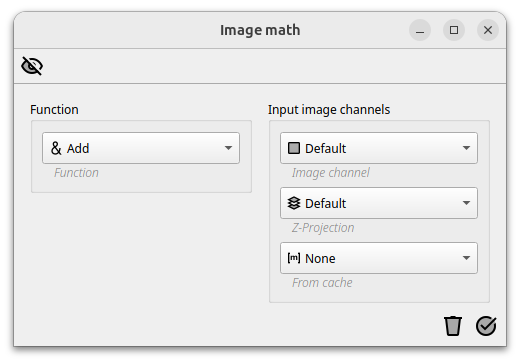 Image math
Function
& Add
Function
Input image channels
Default
Image channel
Default
Z-Projection
[m] None
From cache